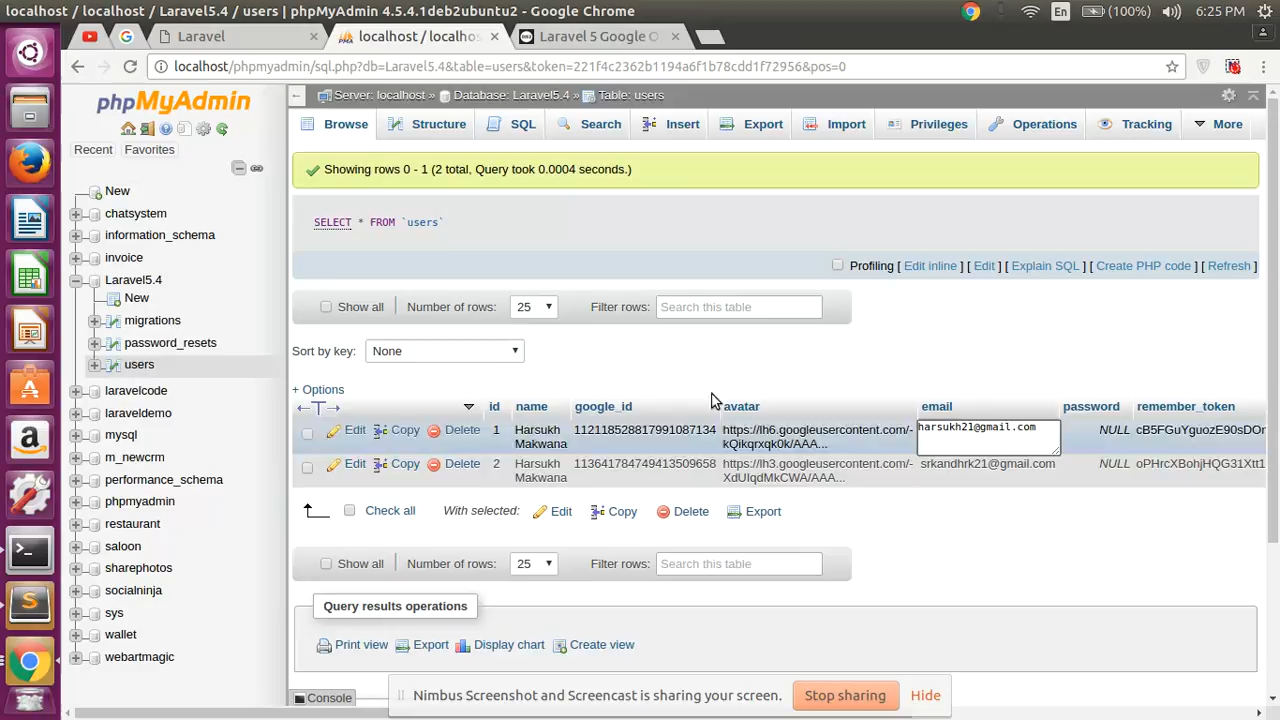 localhost / localhost / Laravel5.4 / users | phpMyAdmin 4.5.4.1deb2ubuntu2 - Google Chrome
En (100%) 6:25 PM
Laravel
localhost / localho
Laravel 5 Google O
localhost/phpmyadmin/sql.php?db=Laravel5.4&table=users&token=221f4c2362b1194a6f1b78cdd1f72956&pos=0
phpMyAdmin
Recent Favorites
New
chatsystem
information_schema
invoice
Laravel5.4
New
migrations
password_resets
users
laravelcode
laraveldemo
mysql
m_newcrm
performance_schema
phpmyadmin
restaurant
saloon
sharephotos
socialninja
sys
wallet
webartmagic
Server: localhost » Database: Laravel5.4 » Table: users
Browse Structure SQL Search Insert Export Import Privileges Operations Tracking More
Showing rows 0 - 1 (2 total, Query took 0.0004 seconds.)
SELECT * FROM `users`
Profiling [ Edit inline ] [ Edit ] [ Explain SQL ] [ Create PHP code ] [ Refresh ]
Show all Number of rows: 25 Filter rows: Search this table
Sort by key: None
+ Options
id name google_id avatar email password remember_token
Edit Copy Delete 1 Harsukh 112118528817991087134 https://lh6.googleusercontent.com/- harsukh21@gmail.com NULL cB5FGuYguozE90sDOr
Makwana kQikqrxqk0k/AAA...
Edit Copy Delete 2 Harsukh 113641784749413509658 https://lh3.googleusercontent.com/- srkandhrk21@gmail.com NULL oPHrcXBohjHQG31Xtt1
Makwana XdUIqdMkCWA/AAA...
Check all With selected: Edit Copy Delete Export
Show all Number of rows: 25 Filter rows: Search this table
Query results operations
Print view Export Display chart Create view
Console
Nimbus Screenshot and Screencast is sharing your screen. Stop sharing Hide